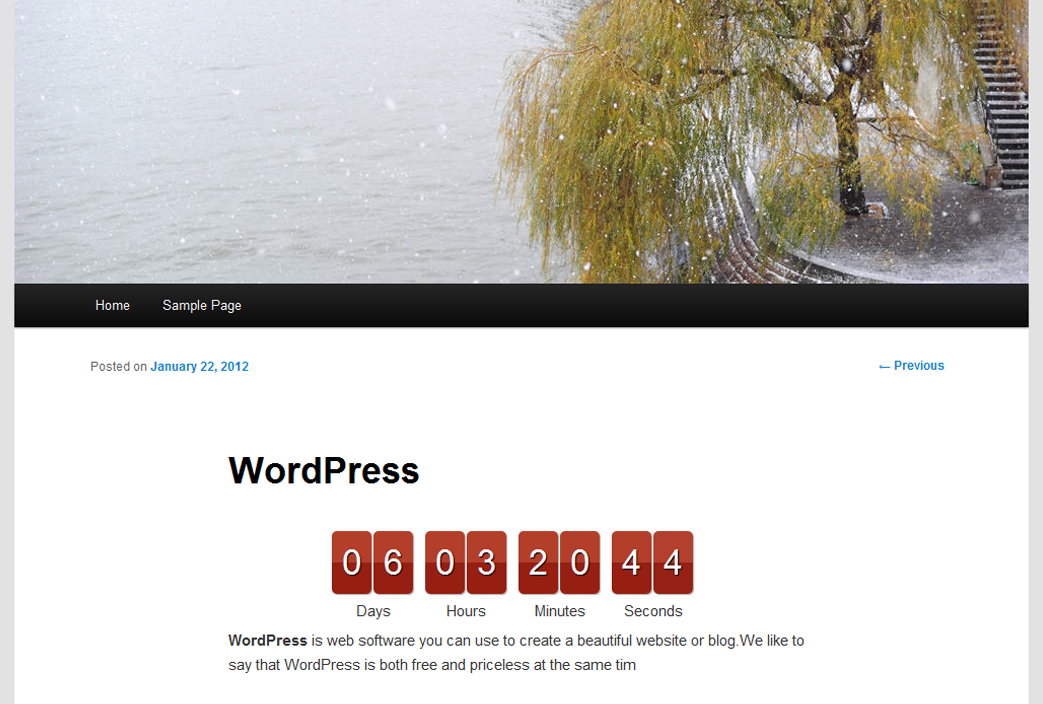 Home Sample Page
Posted on January 22, 2012 ← Previous
WordPress
06 03 20 44
Days Hours Minutes Seconds
WordPress is web software you can use to create a beautiful website or blog.We like to
say that WordPress is both free and priceless at the same tim